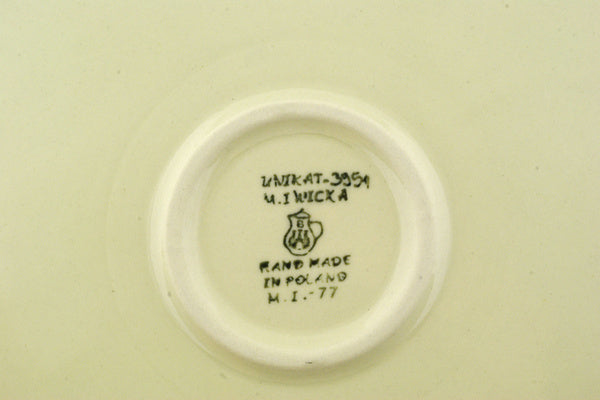 UNIKAT-3951
M.IWICKA
B
HAND MADE
IN POLAND
M.I.-77